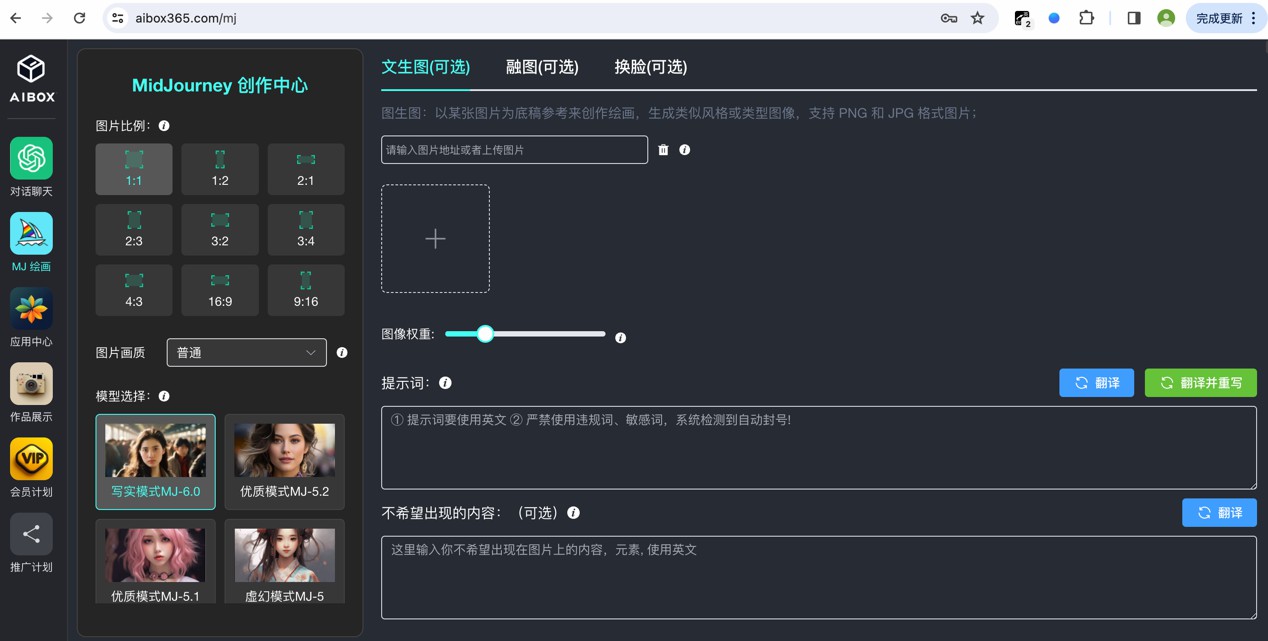 aibox365.com/mj
2
完成更新
AIBOX
对话聊天
MJ 绘画
应用中心
作品展示
VIP
会员计划
推广计划
MidJourney 创作中心
图片比例：
1:1
1:2
2:1
2:3
3:2
3:4
4:3
16:9
9:16
图片画质
普通
模型选择：
写实模式MJ-6.0
优质模式MJ-5.2
优质模式MJ-5.1
虚幻模式MJ-5
文生图(可选)
融图(可选)
换脸(可选)
图生图：以某张图片为底稿参考来创作绘画，生成类似风格或类型图像，支持 PNG 和 JPG 格式图片；
请输入图片地址或者上传图片
图像权重:
提示词：
翻译
翻译并重写
① 提示词要使用英文 ② 严禁使用违规词、敏感词，系统检测到自动封号!
不希望出现的内容：（可选）
翻译
这里输入你不希望出现在图片上的内容，元素, 使用英文